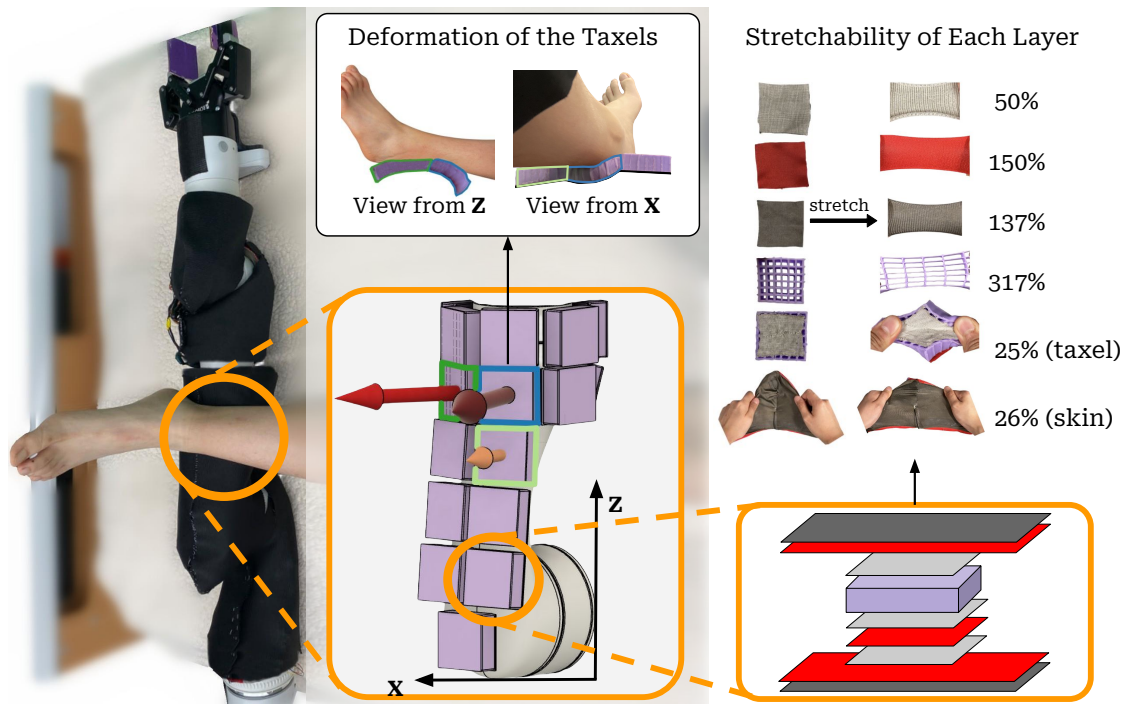 Deformation of the Taxels
View from Z
View from X
Stretchability of Each Layer
50%
150%
stretch
137%
317%
25% (taxel)
26% (skin)
Z
X